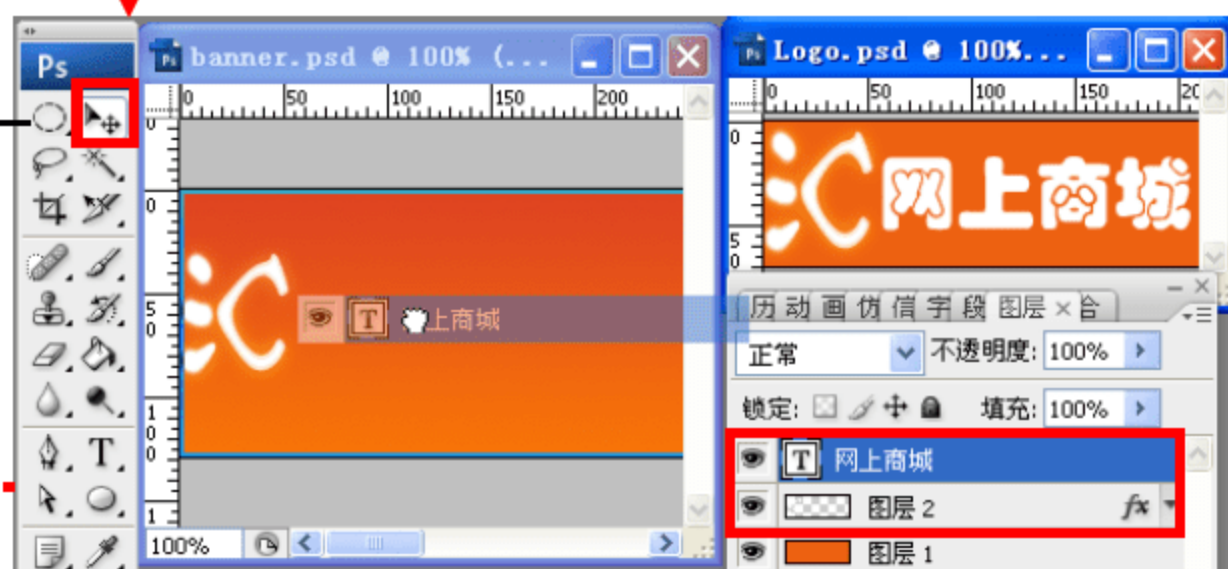 Ps
banner.psd @ 100% (...
0 50 100 150 200
0
0
5
0
1
0
0
1
上商城
T
100%
Logo.psd @ 100%...
0 50 100 150 20
0
5
0
网上商城
历 动 画 仿 信 字 段 图层 × 合
正常
不透明度: 100%
锁定:
填充: 100%
T 网上商城
图层 2 fx
图层 1
T